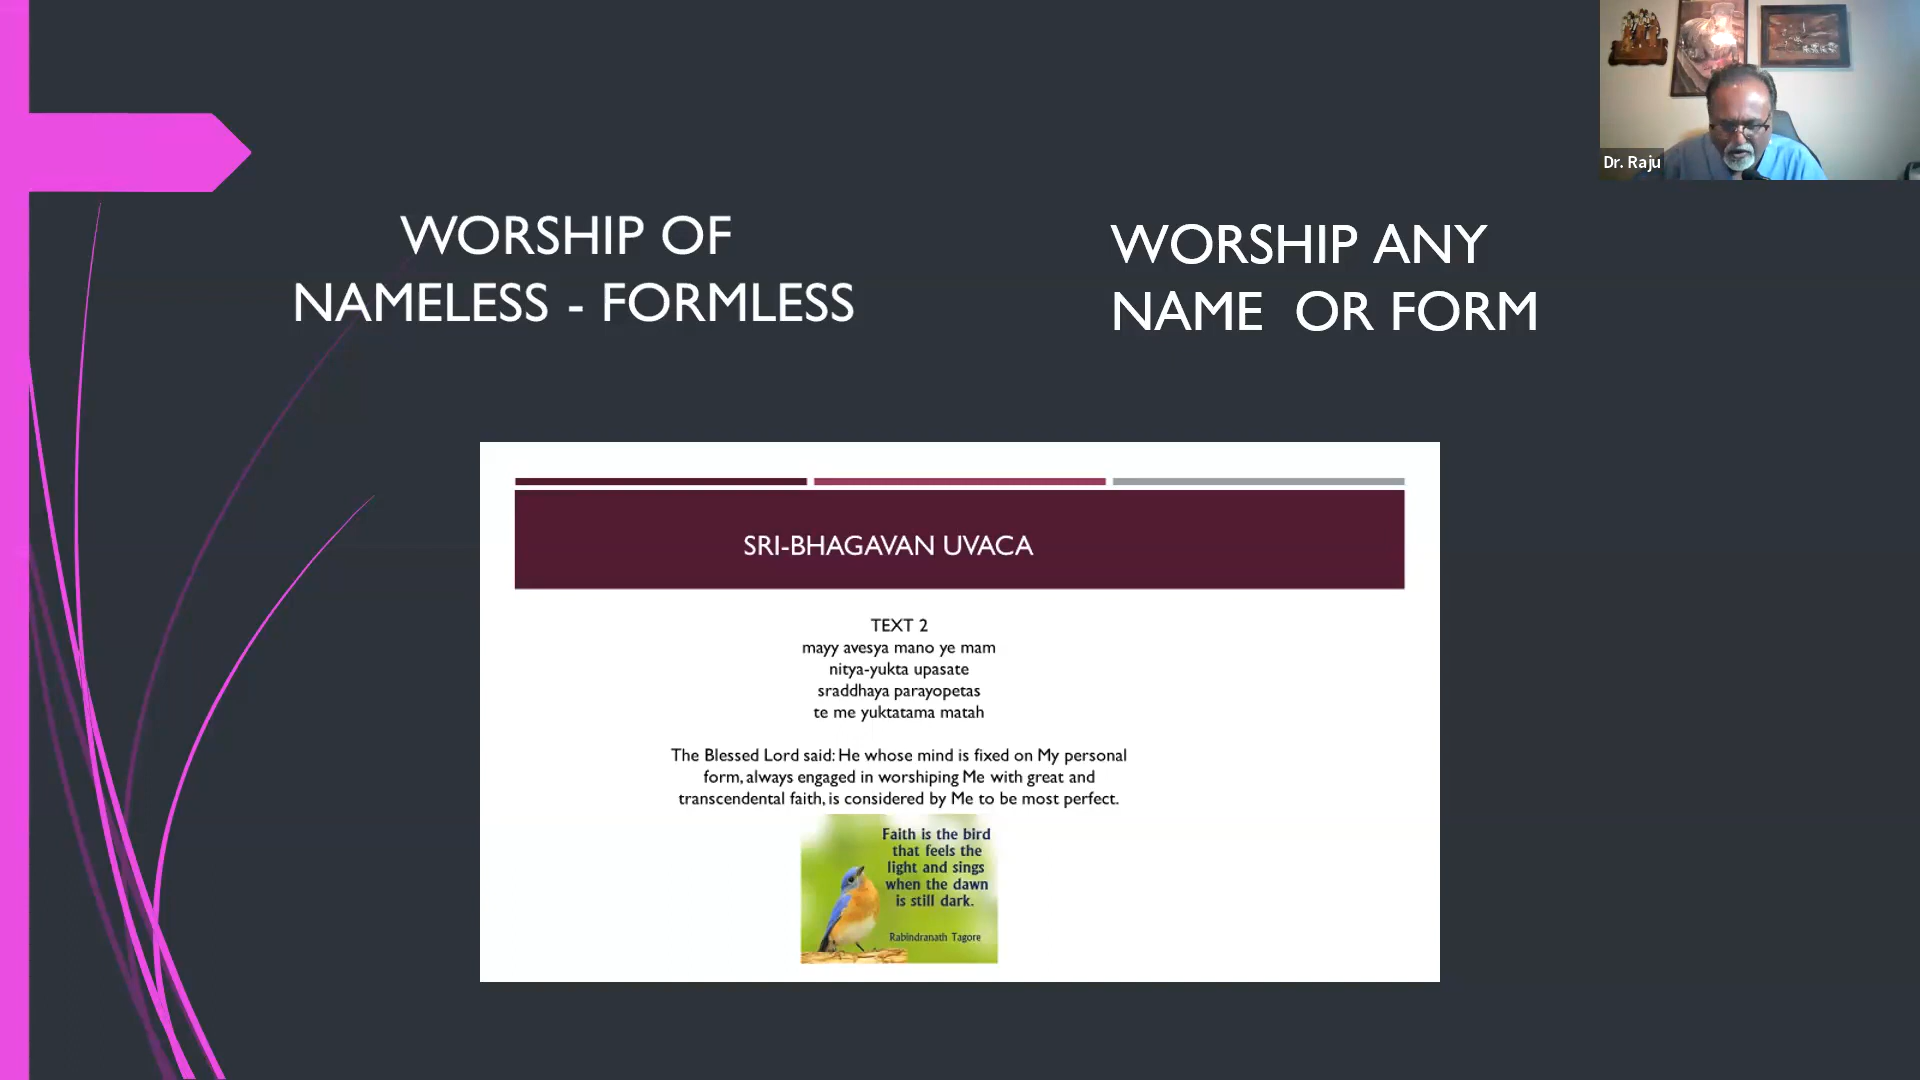 Dr. Raju
WORSHIP OF
NAMELESS - FORMLESS
WORSHIP ANY
NAME OR FORM
SRI-BHAGAVAN UVACA
TEXT 2
mayy avesya mano ye mam
nitya-yukta upasate
sraddhaya parayopetas
te me yuktatama matah
The Blessed Lord said: He whose mind is fixed on My personal
form, always engaged in worshiping Me with great and
transcendental faith, is considered by Me to be most perfect.
Faith is the bird
that feels the
light and sings
when the dawn
is still dark.
Rabindranath Tagore